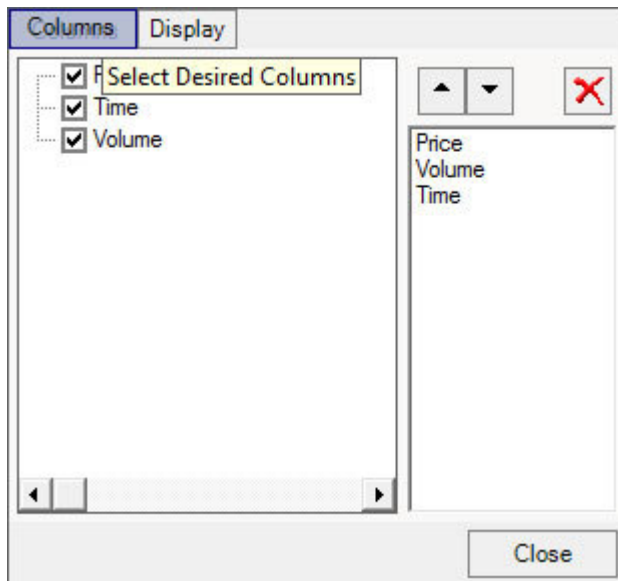 Columns Display
Select Desired Columns
Time
Volume
Price
Volume
Time
Close